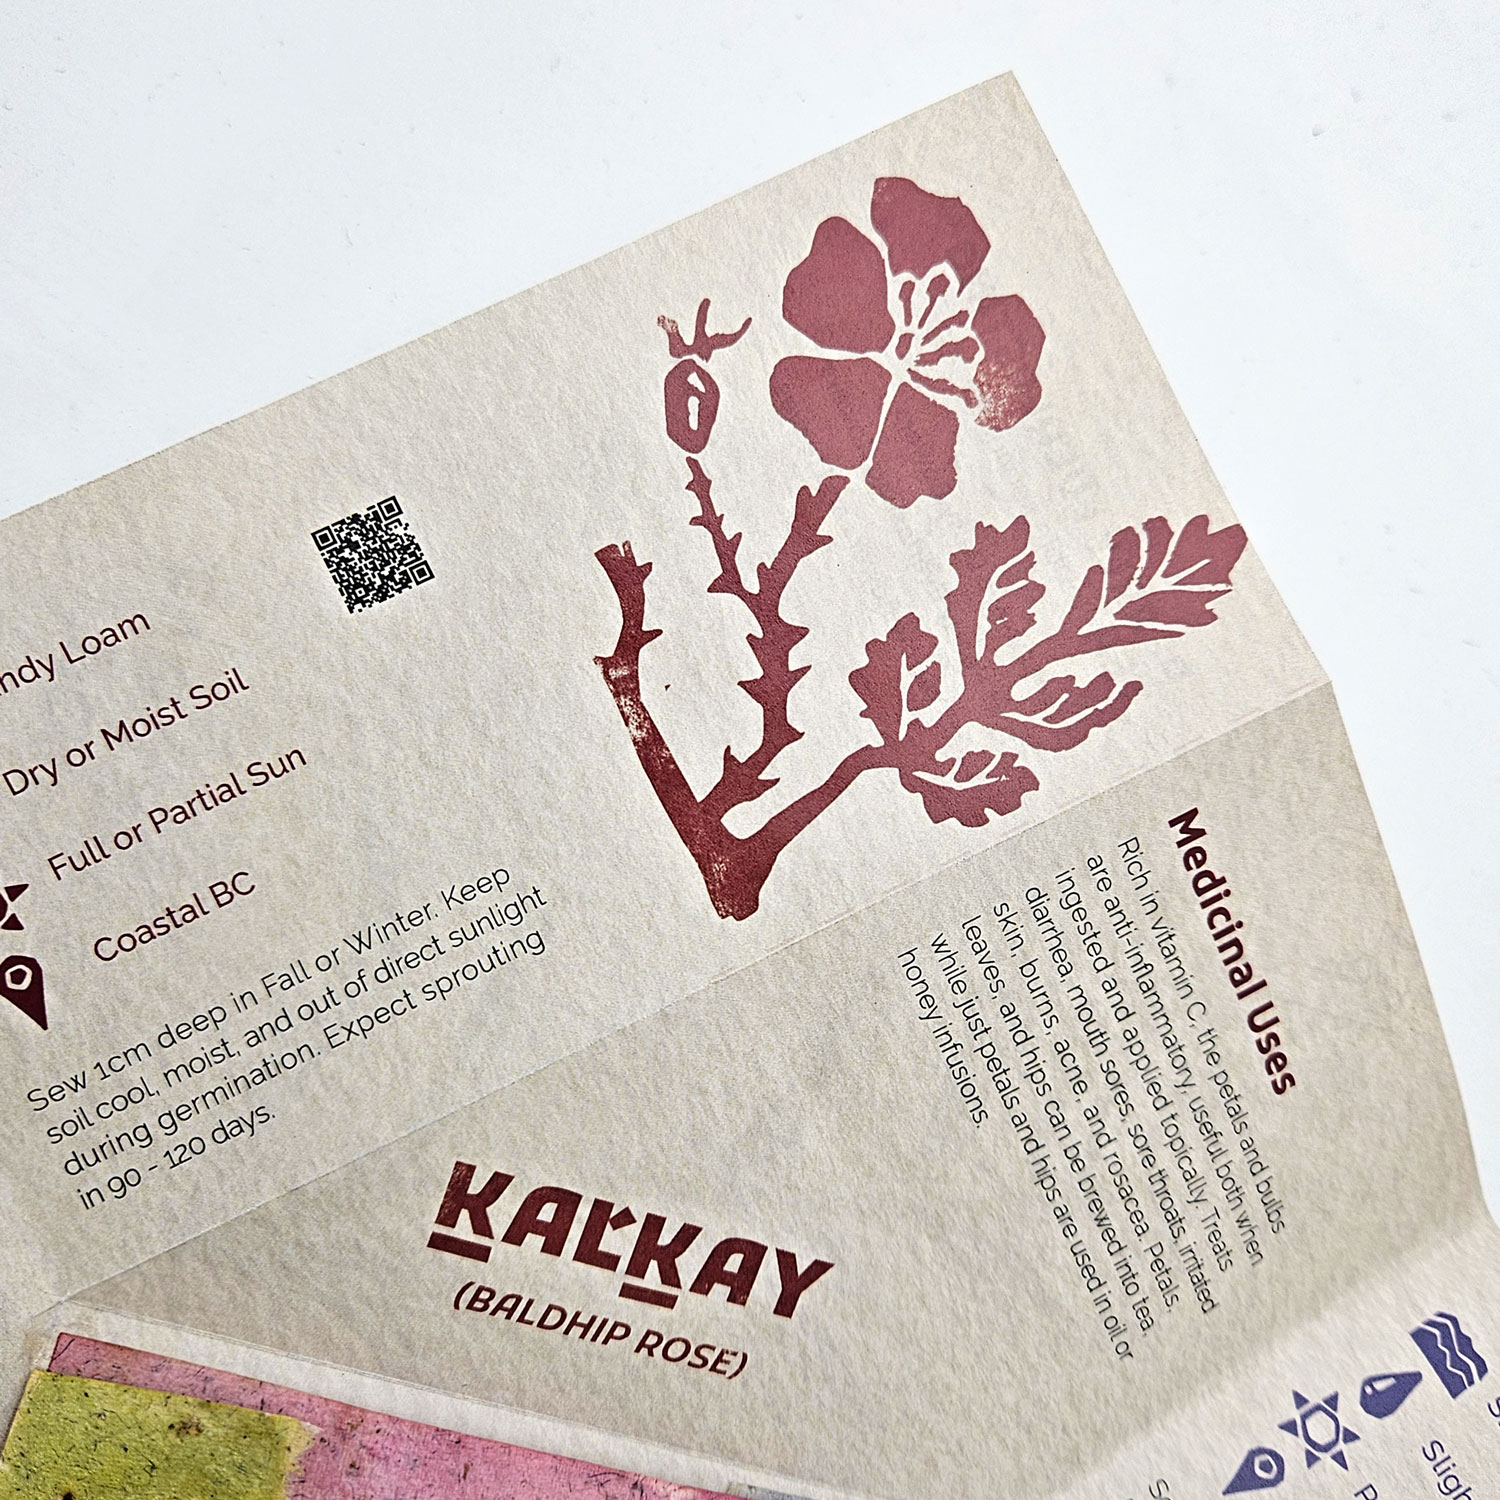 Loam
Dry or Moist Soil
Full or Partial Sun
Coastal BC
Sew 1cm deep in Fall or Winter. Keep
soil cool, moist, and out of direct sunlight
during germination. Expect sprouting
in 90 - 120 days.
ḴAȽḴAY
(BALDHIP ROSE)
Medicinal Uses
Rich in vitamin C, the petals and bulbs
are anti-inflammatory, useful both when
ingested and applied topically. Treats
diarrhea, mouth sores, sore throats, irritated
skin, burns, acne, and rosacea. Petals,
leaves, and hips can be brewed into tea,
while just petals and hips are used in oil or
honey infusions.